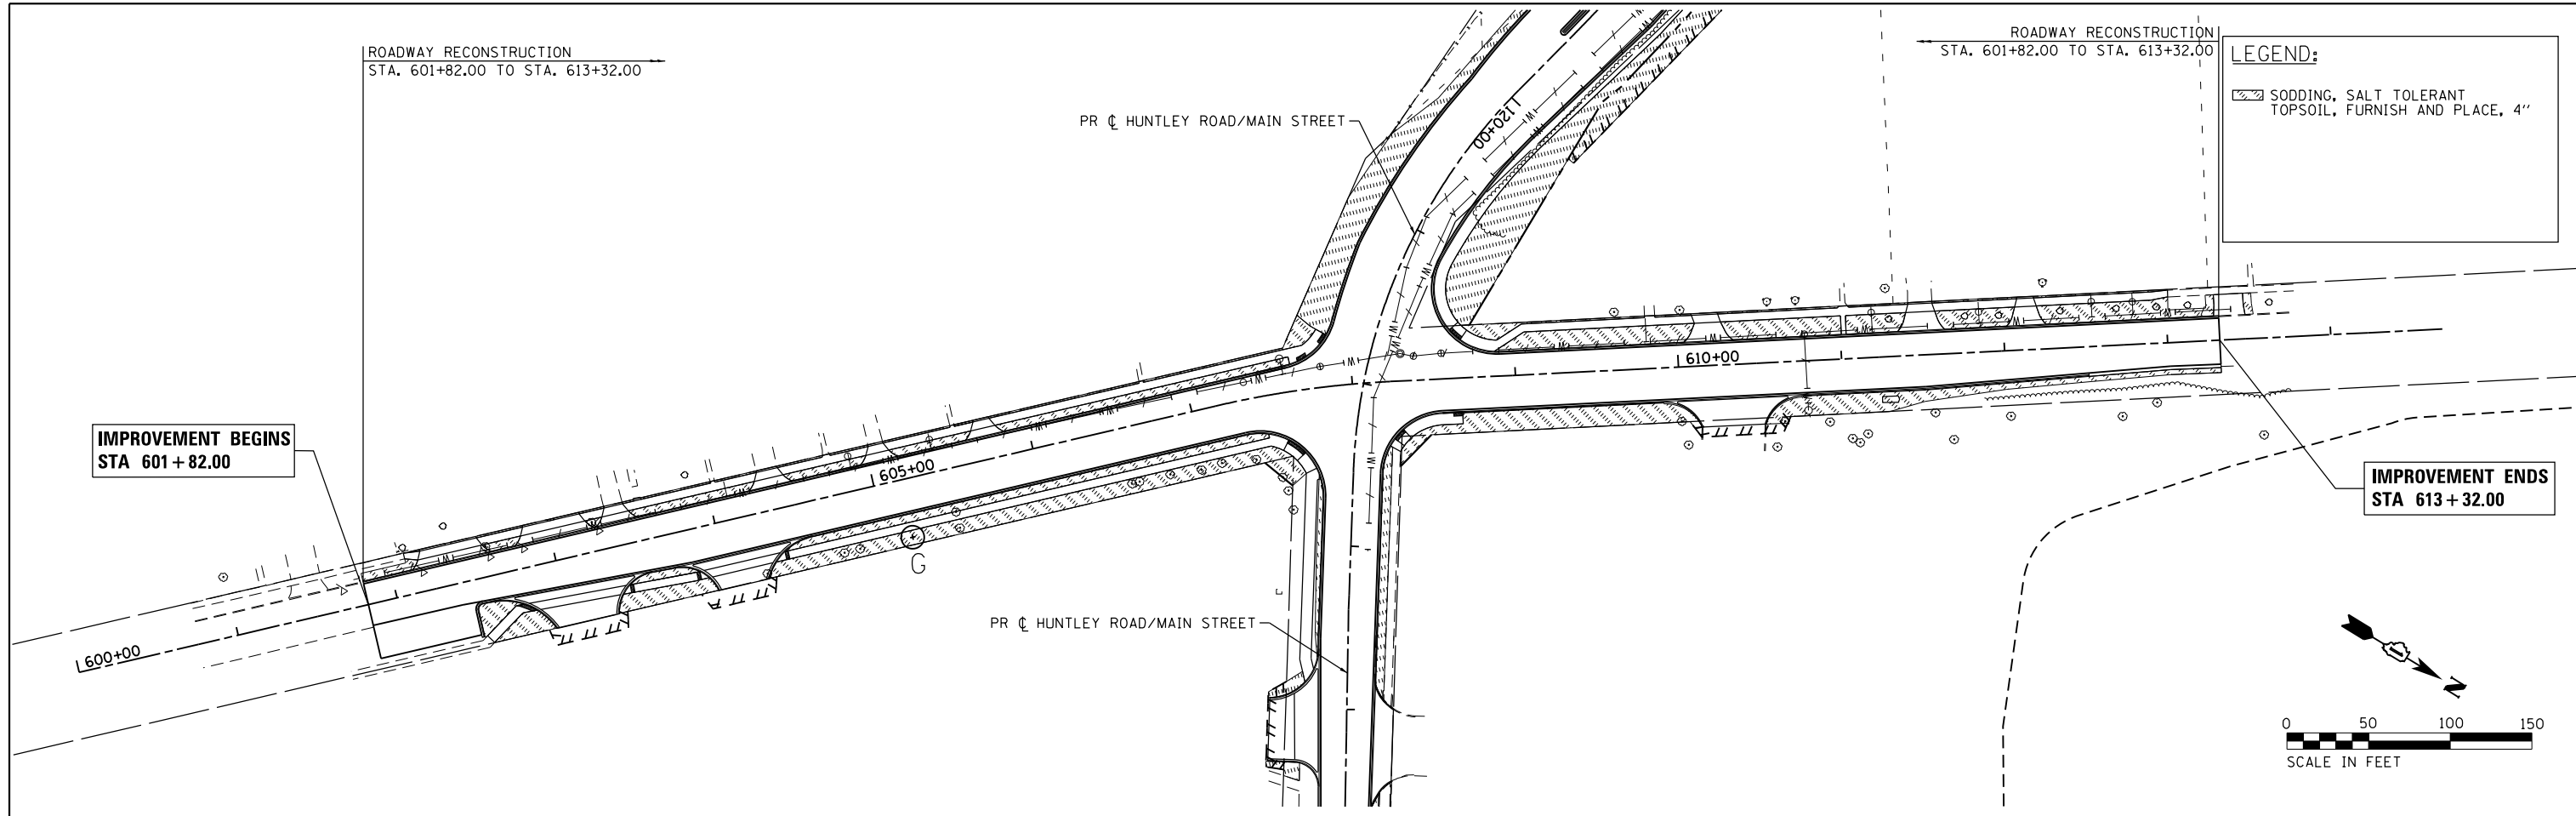 ROADWAY RECONSTRUCTION
STA. 601+82.00 TO STA. 613+32.00
ROADWAY RECONSTRUCTION
STA. 601+82.00 TO STA. 613+32.00
LEGEND:
SODDING, SALT TOLERANT
TOPSOIL, FURNISH AND PLACE, 4"
PR ℄ HUNTLEY ROAD/MAIN STREET
120+00
610+00
IMPROVEMENT BEGINS
STA 601+82.00
605+00
IMPROVEMENT ENDS
STA 613+32.00
G
PR ℄ HUNTLEY ROAD/MAIN STREET
600+00
N
0 50 100 150
SCALE IN FEET